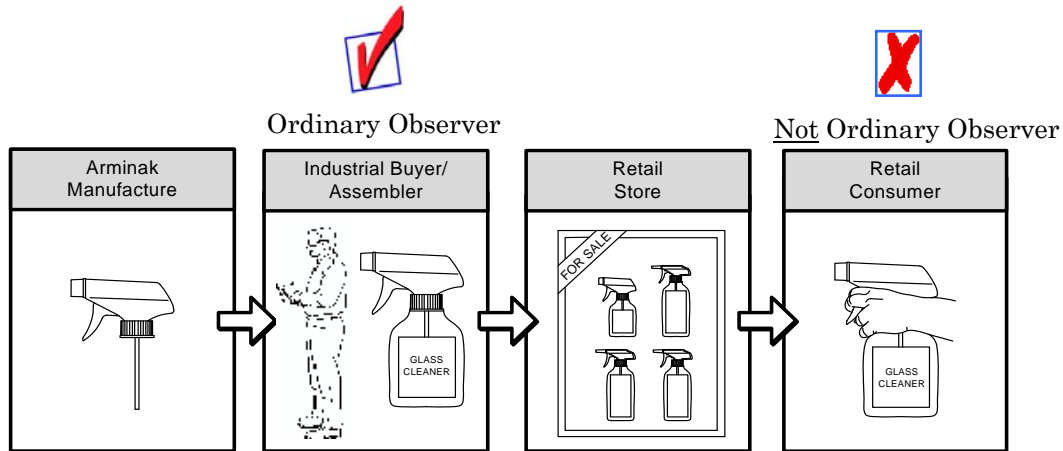 Ordinary Observer
Not Ordinary Observer
Arminak
Manufacture
Industrial Buyer/
Assembler
Retail
Store
Retail
Consumer
GLASS
CLEANER
FOR SALE
GLASS
CLEANER